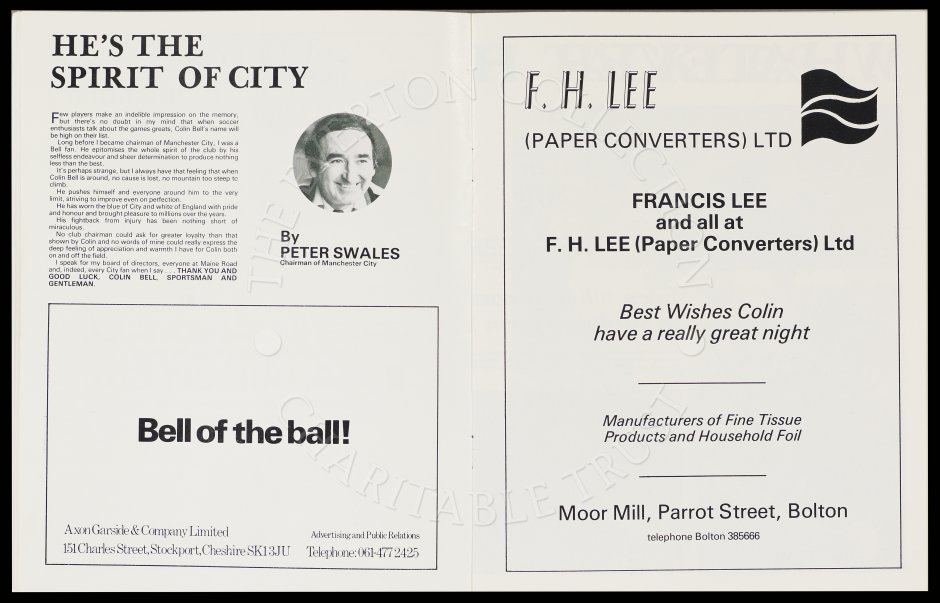 HE'S THE
SPIRIT OF CITY
Few players make an indelible impression on the memory,
but there's no doubt in my mind that when soccer
enthusiasts talk about the games greats, Colin Bell's name will
be high on their list.
Long before I became chairman of Manchester City, I was a
Bell fan. He epitomises the whole spirit of the club by his
selfless endeavour and sheer determination to produce nothing
less than the best.
It's perhaps strange, but I always have that feeling that when
Colin Bell is around, no cause is lost, no mountain too steep to
climb.
He pushes himself and everyone around him to the very
limit, striving to improve even on perfection.
He has worn the blue of City and white of England with pride
and honour and brought pleasure to millions over the years.
His fightback from injury has been nothing short of
miraculous.
No club chairman could ask for greater loyalty than that
shown by Colin and no words of mine could really express the
deep feeling of appreciation and warmth I have for Colin both
on and off the field.
I speak for my board of directors, everyone at Maine Road
and, indeed, every City fan when I say . . . THANK YOU AND
GOOD LUCK, COLIN BELL, SPORTSMAN AND
GENTLEMAN.
By
PETER SWALES
Chairman of Manchester City
Bell of the ball!
Axon Garside & Company Limited
151 Charles Street, Stockport, Cheshire SK1 3JU
Advertising and Public Relations
Telephone: 061-477 2425
F. H. LEE
(PAPER CONVERTERS) LTD
FRANCIS LEE
and all at
F. H. LEE (Paper Converters) Ltd
Best Wishes Colin
have a really great night
Manufacturers of Fine Tissue
Products and Household Foil
Moor Mill, Parrot Street, Bolton
telephone Bolton 385666
THE BURTON COLLECTION
CHARITABLE TRUST